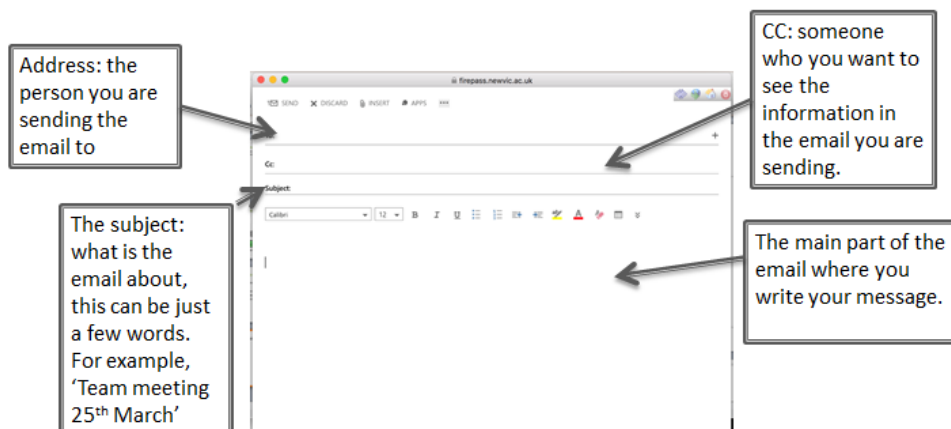 Address: the
person you are
sending the
email to
CC: someone
who you want to
see the
information in
the email you are
sending.
firepass.newvic.ac.uk
SEND DISCARD INSERT APPS
Cc:
Subject:
Calibri 12 B I U A
The subject:
what is the
email about,
this can be just
a few words.
For example,
‘Team meeting
25th March’
The main part of the
email where you
write your message.